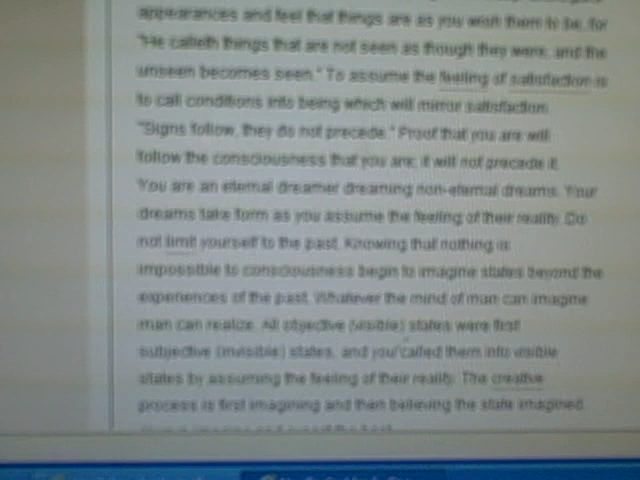 appearances and feel that things are as you wish them to be, for
"He calleth things that are not seen as though they were, and the
unseen becomes seen." To assume the feeling of satisfaction is
to call conditions into being which will mirror satisfaction.
"Signs follow, they do not precede." Proof that you are will
follow the consciousness that you are; it will not precede it.
You are an eternal dreamer dreaming non-eternal dreams. Your
dreams take form as you assume the feeling of their reality. Do
not limit yourself to the past. Knowing that nothing is
impossible to consciousness begin to imagine states beyond the
experiences of the past. Whatever the mind of man can imagine
man can realize. All objective (visible) states were first
subjective (invisible) states, and you called them into visible
states by assuming the feeling of their reality. The creative
process is first imagining and then believing the state imagined.